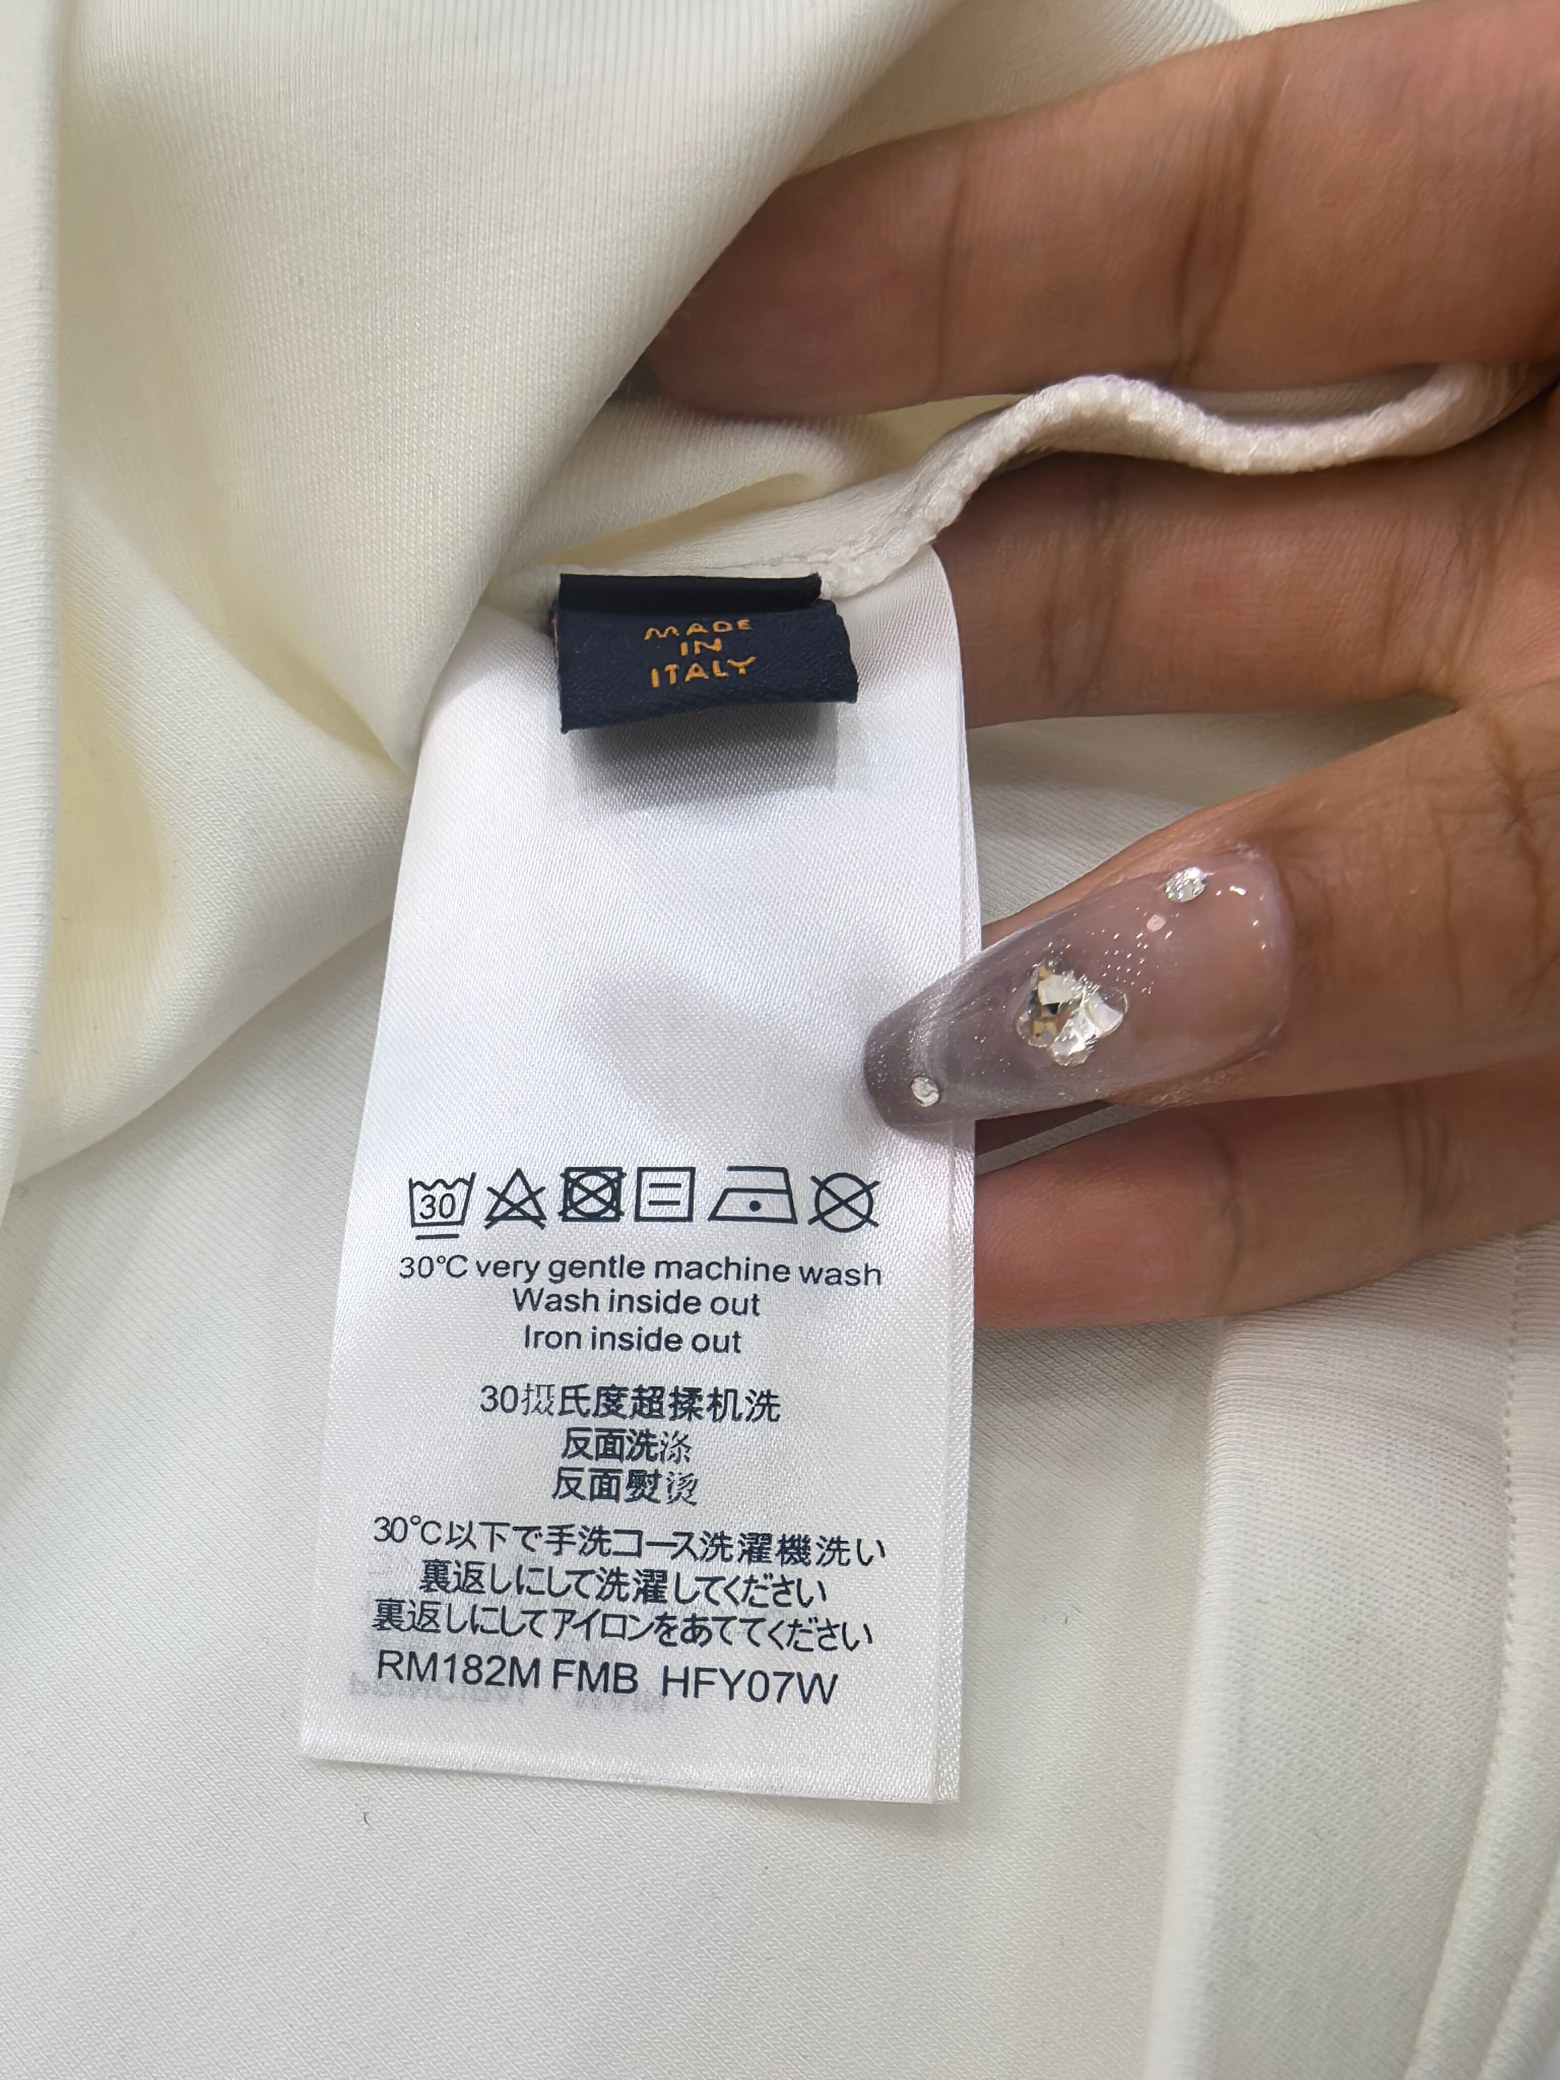 MADE
IN
ITALY
30
30°C very gentle machine wash
Wash inside out
Iron inside out
30摄氏度超揉机洗
反面洗涤
反面熨烫
30°C以下で手洗コース洗濯機洗い
裏返しにして洗濯してください
裏返しにしてアイロンをあててください
RM182M FMB HFY07W